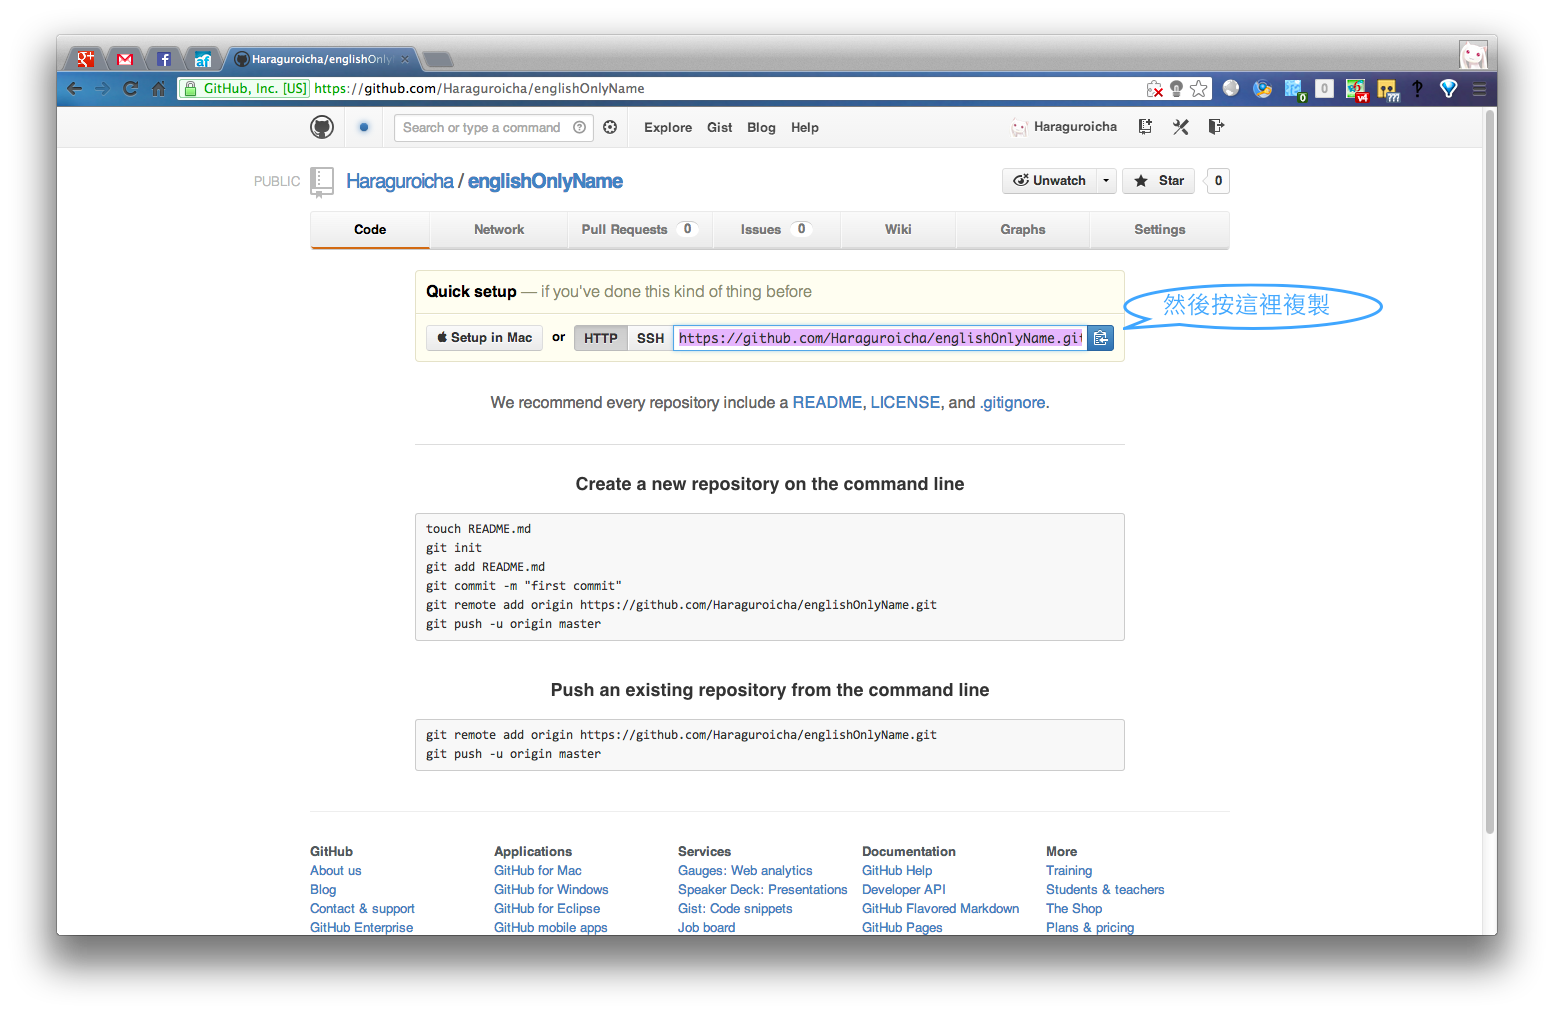 Haraguroicha/englishOnly
GitHub, Inc. [US] https://github.com/Haraguroicha/englishOnlyName
Search or type a command
Explore Gist Blog Help
Haraguroicha
PUBLIC Haraguroicha / englishOnlyName
Unwatch Star 0
Code Network Pull Requests 0 Issues 0 Wiki Graphs Settings
Quick setup — if you've done this kind of thing before
然後按這裡複製
Setup in Mac or HTTP SSH https://github.com/Haraguroicha/englishOnlyName.git
We recommend every repository include a README, LICENSE, and .gitignore.
Create a new repository on the command line
touch README.md
git init
git add README.md
git commit -m "first commit"
git remote add origin https://github.com/Haraguroicha/englishOnlyName.git
git push -u origin master
Push an existing repository from the command line
git remote add origin https://github.com/Haraguroicha/englishOnlyName.git
git push -u origin master
GitHub Applications Services Documentation More
About us GitHub for Mac Gauges: Web analytics GitHub Help Training
Blog GitHub for Windows Speaker Deck: Presentations Developer API Students & teachers
Contact & support GitHub for Eclipse Gist: Code snippets GitHub Flavored Markdown The Shop
GitHub Enterprise GitHub mobile apps Job board GitHub Pages Plans & pricing